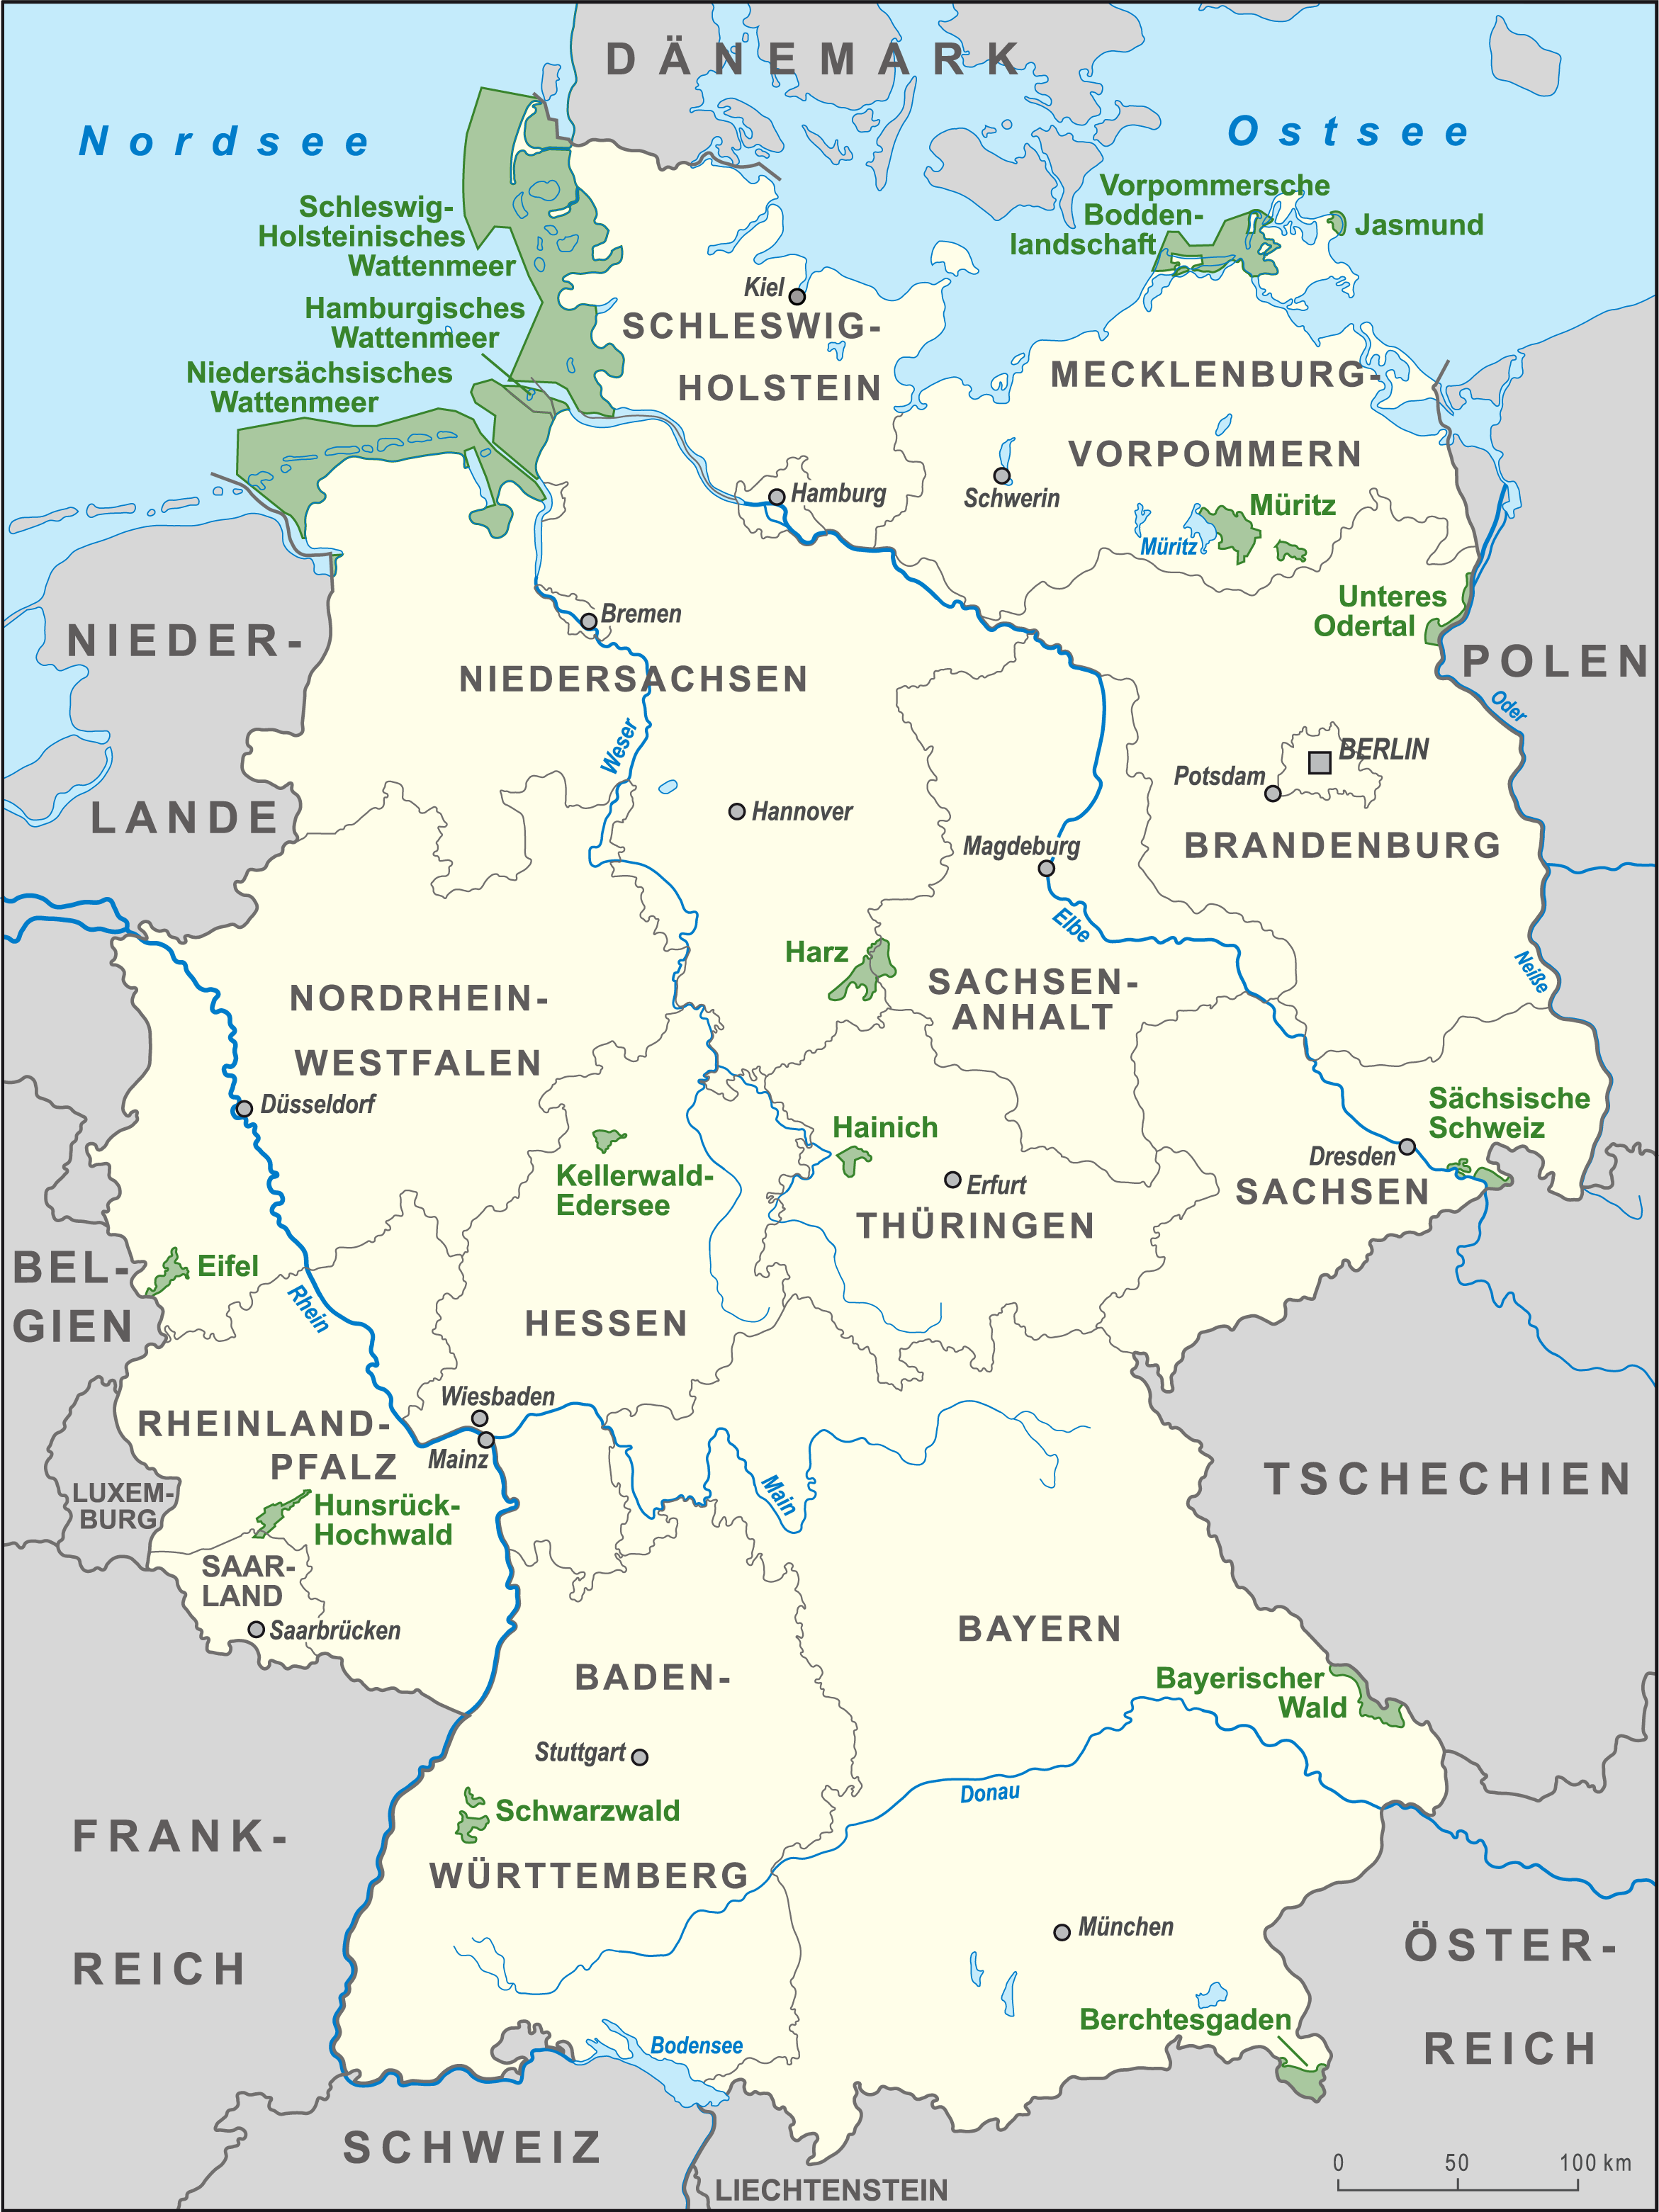 DÄNEMARK
Nordsee
Ostsee
Schleswig-
Holsteinisches
Wattenmeer
Vorpommersche
Bodden-
landschaft
Jasmund
Hamburgisches
Wattenmeer
Kiel
SCHLESWIG-
HOLSTEIN
Niedersächsisches
Wattenmeer
MECKLENBURG-
VORPOMMERN
Hamburg
Schwerin
Müritz
Müritz
Unteres
Odertal
Bremen
NIEDER-
LANDE
NIEDERSACHSEN
POLEN
Oder
Weser
BERLIN
Potsdam
Hannover
Magdeburg
BRANDENBURG
Elbe
Harz
Neiße
SACHSEN-
ANHALT
NORDRHEIN-
WESTFALEN
Düsseldorf
Sächsische
Schweiz
Hainich
Kellerwald-
Edersee
Erfurt
Dresden
SACHSEN
THÜRINGEN
BEL-
GIEN
Eifel
Rhein
HESSEN
Wiesbaden
Mainz
RHEINLAND-
PFALZ
Main
TSCHECHIEN
LUXEM-
BURG
Hunsrück-
Hochwald
SAAR-
LAND
Saarbrücken
BAYERN
BADEN-
WÜRTTEMBERG
Bayerischer
Wald
Stuttgart
Donau
Schwarzwald
FRANK-
REICH
München
ÖSTER-
REICH
Berchtesgaden
Bodensee
SCHWEIZ
LIECHTENSTEIN
0 50 100 km